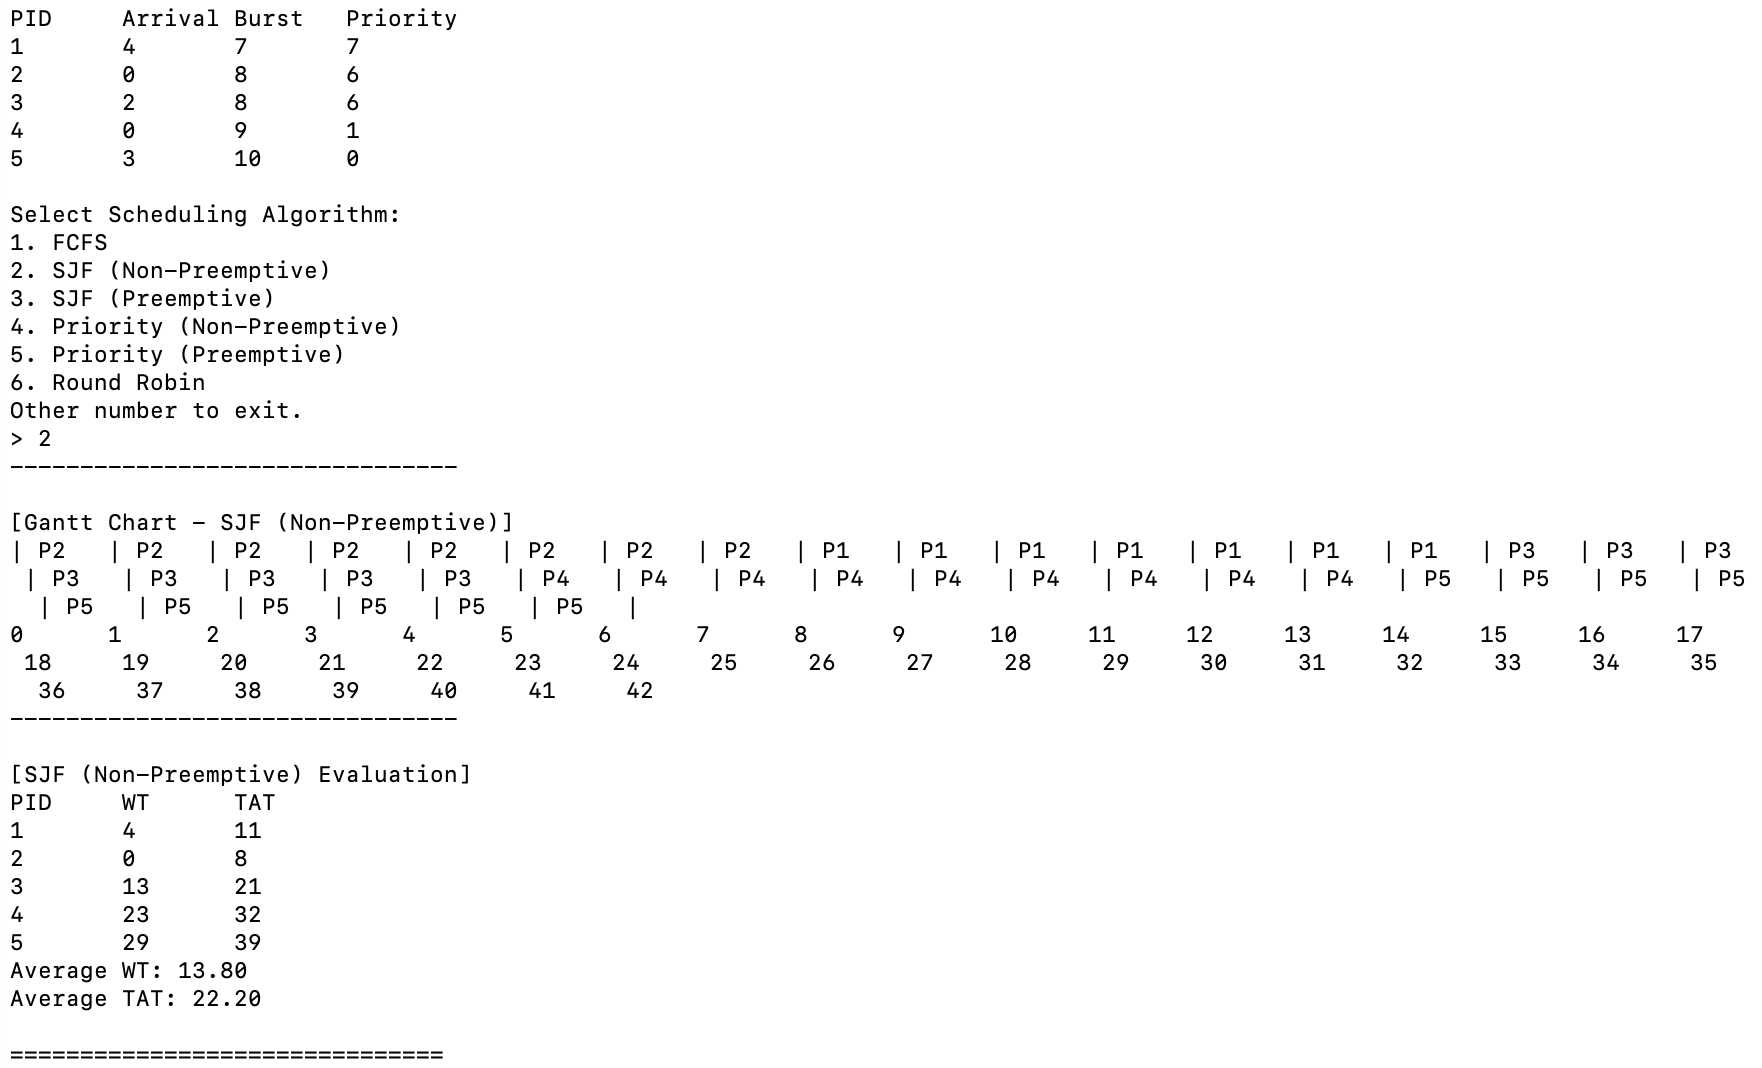 PID     Arrival Burst   Priority
1       4       7       7
2       0       8       6
3       2       8       6
4       0       9       1
5       3       10      0

Select Scheduling Algorithm:
1. FCFS
2. SJF (Non-Preemptive)
3. SJF (Preemptive)
4. Priority (Non-Preemptive)
5. Priority (Preemptive)
6. Round Robin
Other number to exit.
> 2
--------------------------------

[Gantt Chart - SJF (Non-Preemptive)]
| P2   | P2   | P2   | P2   | P2   | P2   | P2   | P2   | P1   | P1   | P1   | P1   | P1   | P1   | P1   | P3   | P3   | P3
 | P3   | P3   | P3   | P3   | P3   | P4   | P4   | P4   | P4   | P4   | P4   | P4   | P4   | P4   | P5   | P5   | P5   | P5
  | P5   | P5   | P5   | P5   | P5   | P5   |
0      1      2      3      4      5      6      7      8      9      10     11     12     13     14     15     16     17
 18     19     20     21     22     23     24     25     26     27     28     29     30     31     32     33     34     35
  36     37     38     39     40     41     42
--------------------------------

[SJF (Non-Preemptive) Evaluation]
PID     WT      TAT
1       4       11
2       0       8
3       13      21
4       23      32
5       29      39
Average WT: 13.80
Average TAT: 22.20

===============================